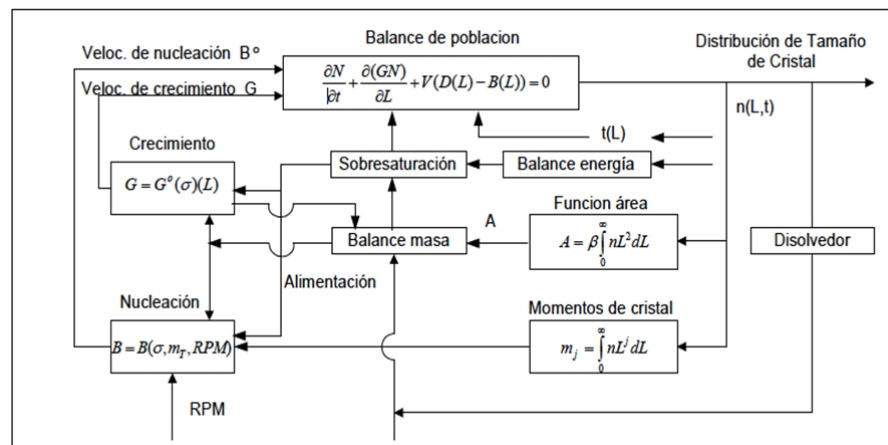 Veloc. de nucleación B°
Balance de poblacion
Distribución de Tamaño
de Cristal
∂N/∂t + ∂(GN)/∂L + V(D(L) − B(L)) = 0
Veloc. de crecimiento G
n(L,t)
t(L)
Crecimiento
Sobresaturación
Balance energía
G = G°(σ)(L)
Funcion área
A
Balance masa
A = β∫₀^∞ nL² dL
Disolvedor
Alimentación
Nucleación
Momentos de cristal
B = B(σ, m_T, RPM)
m_j = ∫₀^∞ nL^j dL
RPM